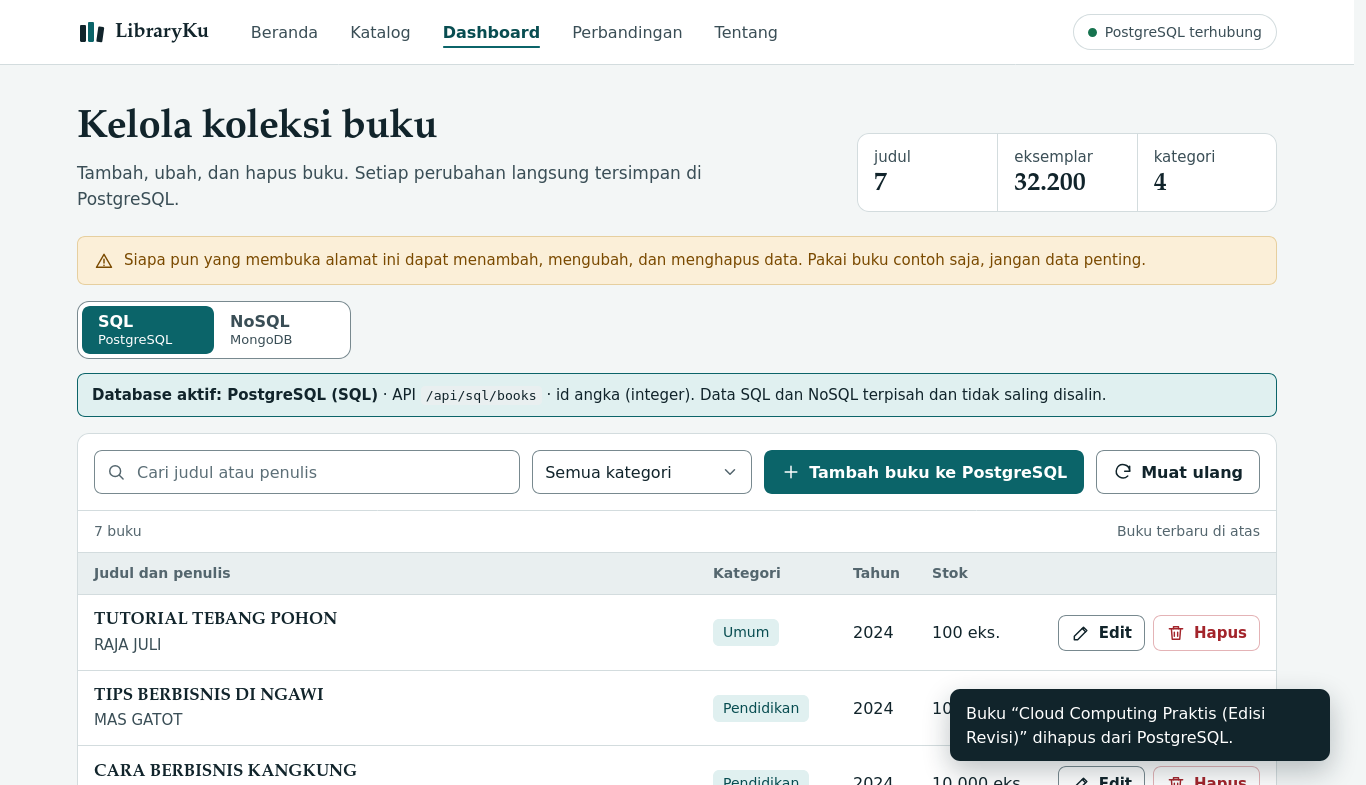 LibraryKu
Beranda
Katalog
Dashboard
Perbandingan
Tentang
PostgreSQL terhubung
Kelola koleksi buku
Tambah, ubah, dan hapus buku. Setiap perubahan langsung tersimpan di
PostgreSQL.
judul
7
eksemplar
32.200
kategori
4
Siapa pun yang membuka alamat ini dapat menambah, mengubah, dan menghapus data. Pakai buku contoh saja, jangan data penting.
SQL
PostgreSQL
NoSQL
MongoDB
Database aktif: PostgreSQL (SQL) · API /api/sql/books · id angka (integer). Data SQL dan NoSQL terpisah dan tidak saling disalin.
Cari judul atau penulis
Semua kategori
Tambah buku ke PostgreSQL
Muat ulang
7 buku
Buku terbaru di atas
Judul dan penulis
Kategori
Tahun
Stok
TUTORIAL TEBANG POHON
RAJA JULI
Umum
2024
100 eks.
Edit
Hapus
TIPS BERBISNIS DI NGAWI
MAS GATOT
Pendidikan
2024
Buku “Cloud Computing Praktis (Edisi
Revisi)” dihapus dari PostgreSQL.
CARA BERBISNIS KANGKUNG
Pendidikan
2024
10.000 eks.
Edit
Hapus